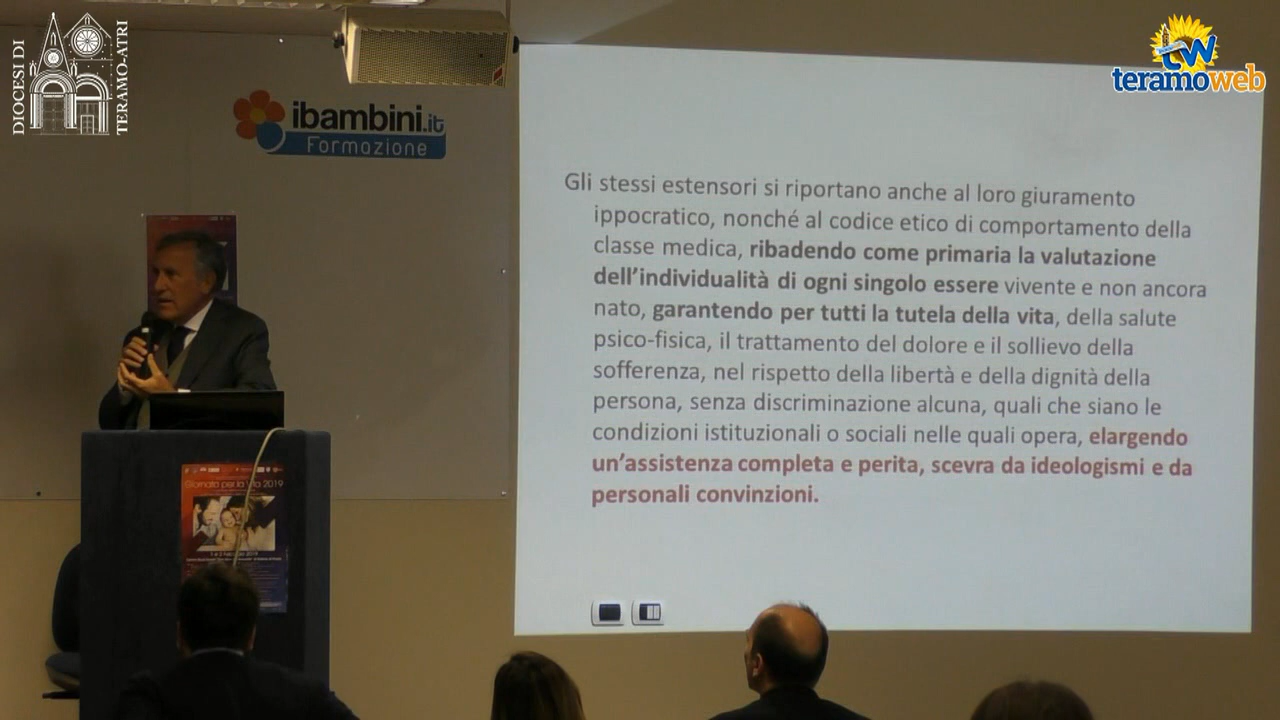 DIOCESI DI
TERAMO-ATRI
tw
teramoweb
ibambini.it
Formazione
Gli stessi estensori si riportano anche al loro giuramento
ippocratico, nonché al codice etico di comportamento della
classe medica, ribadendo come primaria la valutazione
dell’individualità di ogni singolo essere vivente e non ancora
nato, garantendo per tutti la tutela della vita, della salute
psico-fisica, il trattamento del dolore e il sollievo della
sofferenza, nel rispetto della libertà e della dignità della
persona, senza discriminazione alcuna, quali che siano le
condizioni istituzionali o sociali nelle quali opera, elargendo
un’assistenza completa e perita, scevra da ideologismi e da
personali convinzioni.
Giornata per la Vita 2019